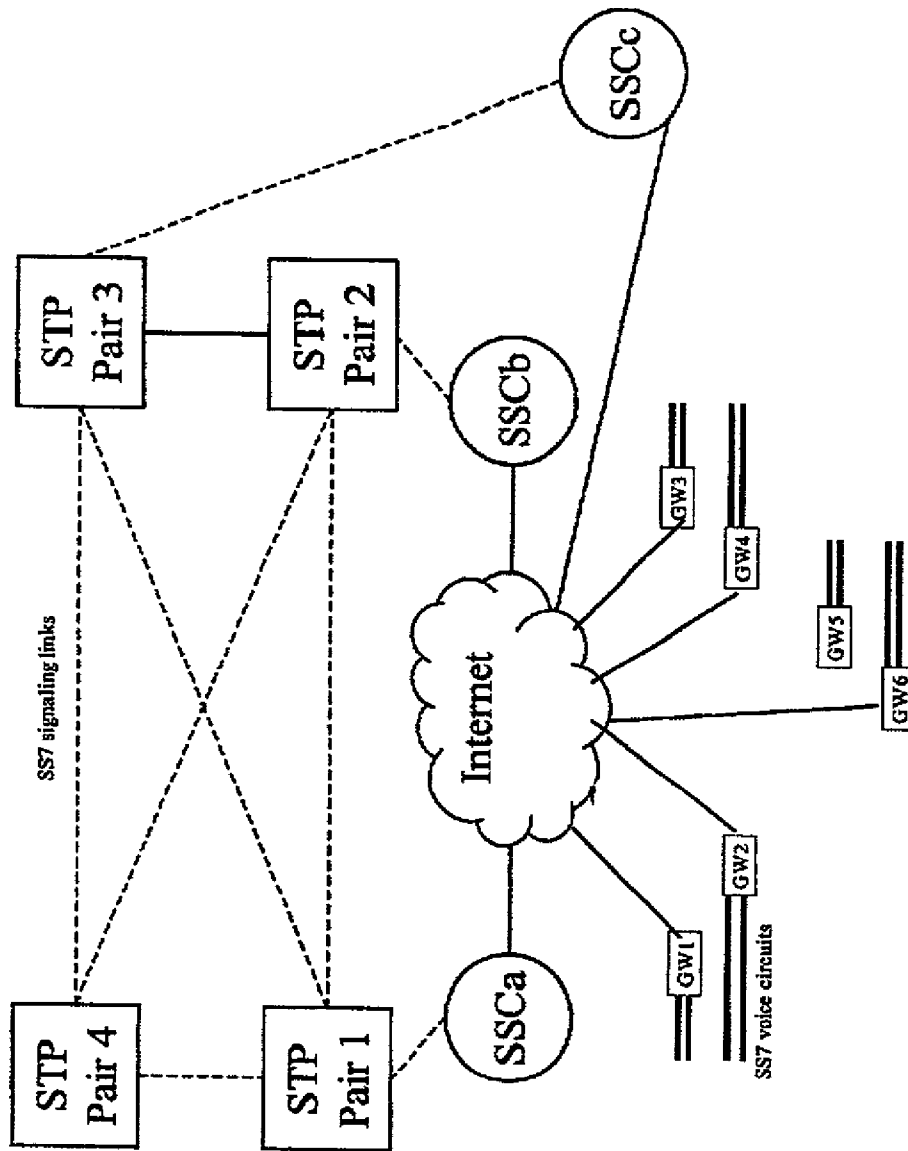 SS7 signaling links
STP
Pair 4
STP
Pair 3
STP
Pair 1
STP
Pair 2
SSCa
Internet
SSCb
SSCc
GW1
GW2
GW3
GW4
GW5
GW6
SS7 voice circuits